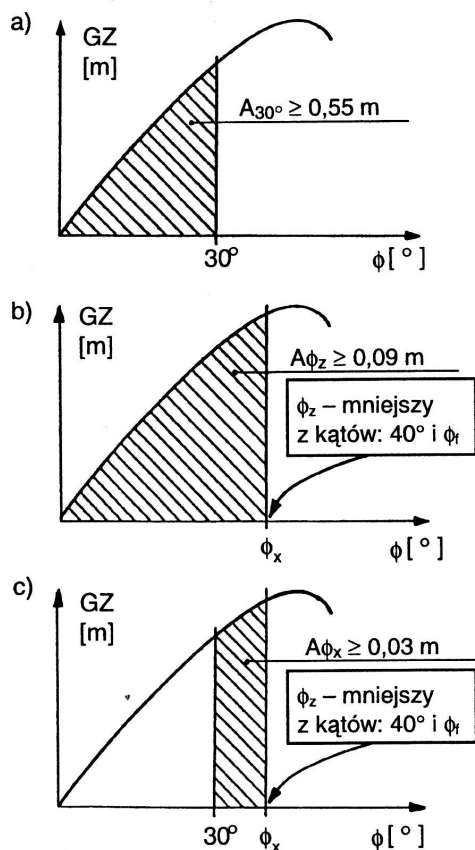 a)
GZ
[m]
A30° ≥ 0,55 m
30°
ϕ[ ° ]
b)
GZ
[m]
Aϕz ≥ 0,09 m
ϕz – mniejszy
z kątów: 40° i ϕf
ϕx
ϕ[ ° ]
c)
GZ
[m]
Aϕx ≥ 0,03 m
ϕz – mniejszy
z kątów: 40° i ϕf
30°
ϕx
ϕ[ ° ]